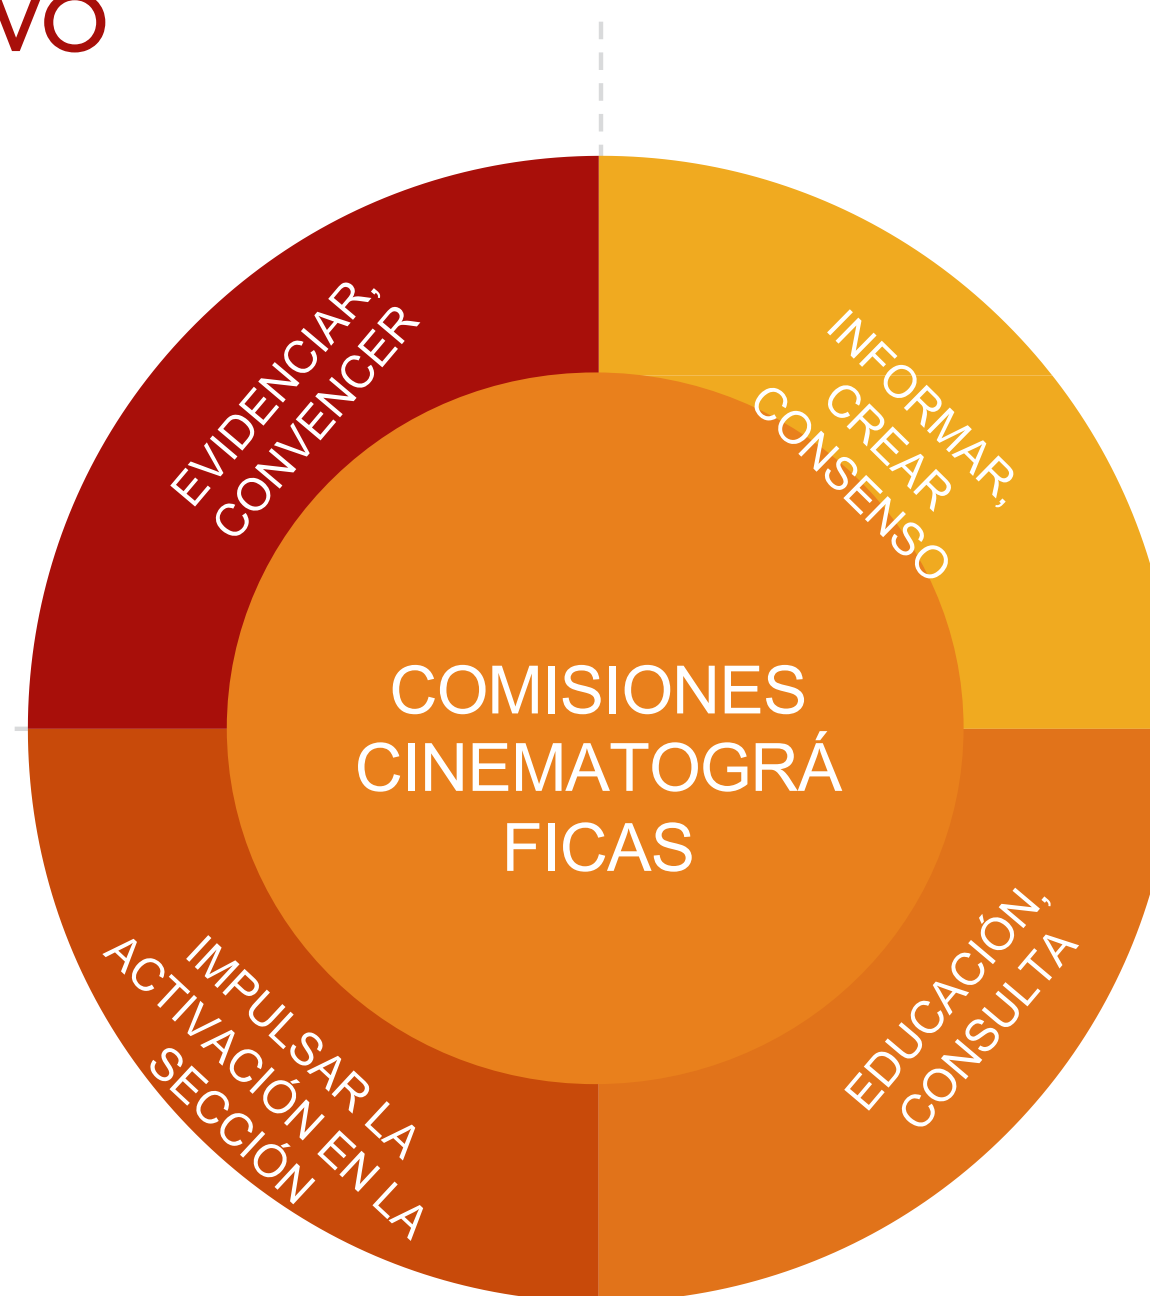 VO
EVIDENCIAR,
CONVENCER
INFORMAR,
CREAR
CONSENSO
COMISIONES
CINEMATOGRÁ
FICAS
IMPULSAR LA
ACTIVACIÓN EN LA
SECCIÓN
EDUCACIÓN,
CONSULTA